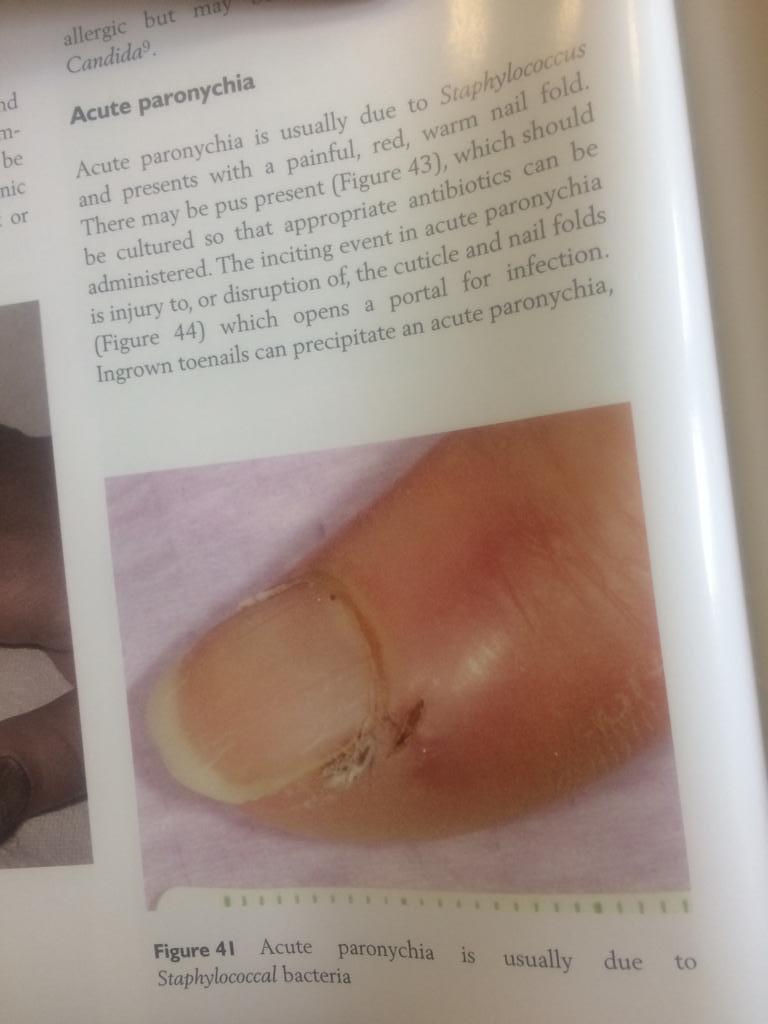 allergic but may
Candida⁹.
nd
m-
be
nic
or
Acute paronychia
Acute paronychia is usually due to Staphylococcus
and presents with a painful, red, warm nail fold.
There may be pus present (Figure 43), which should
be cultured so that appropriate antibiotics can be
administered. The inciting event in acute paronychia
is injury to, or disruption of, the cuticle and nail folds
(Figure 44) which opens a portal for infection.
Ingrown toenails can precipitate an acute paronychia,
Figure 41 Acute paronychia is usually due to
Staphylococcal bacteria